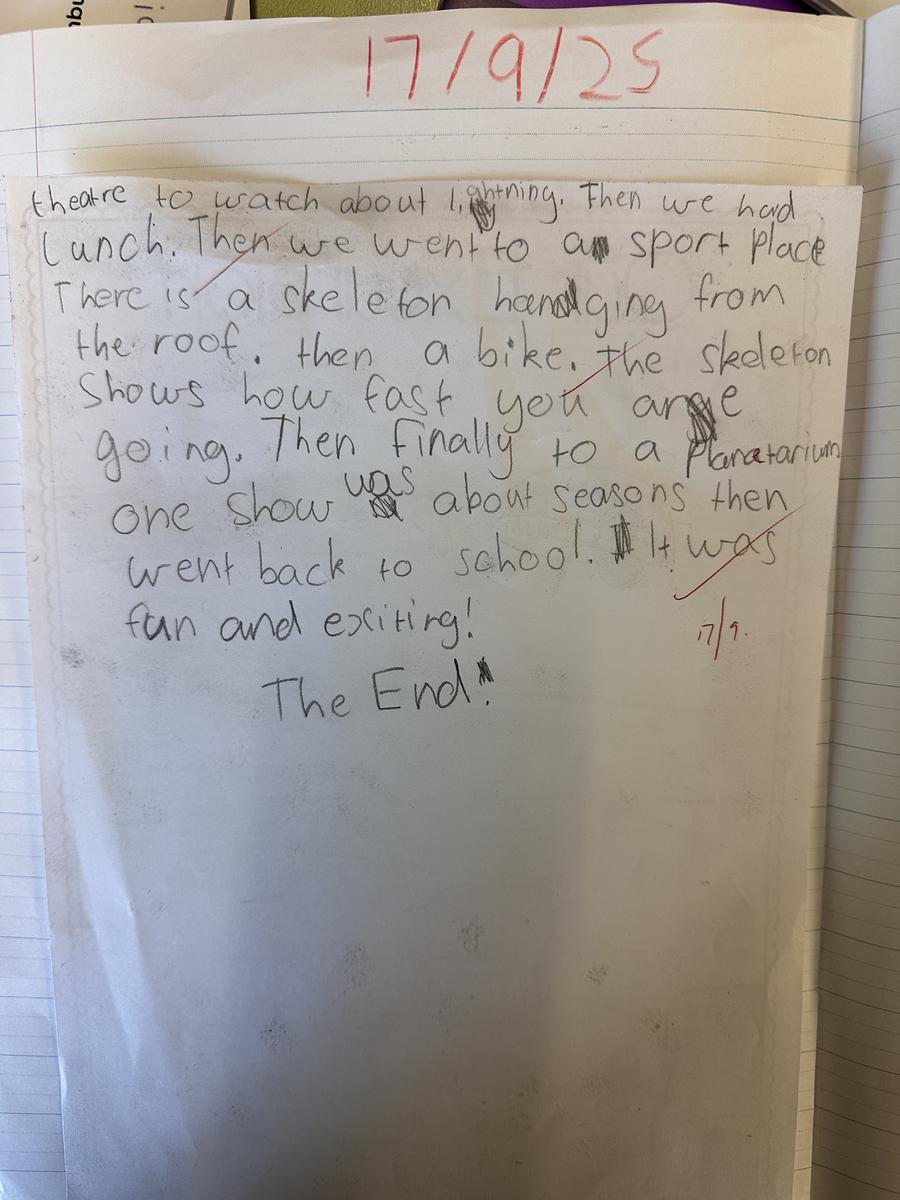 17/9/25
theatre to watch about lightning. Then we had
Lunch. Then we went to a sport place
There is a skeleton handging from
the roof. then a bike. the skeleton
Shows how fast you are
going. Then finally to a Planatarium
one show was about seasons then
went back to school. It was
fun and exciting!
17/9.
The End!